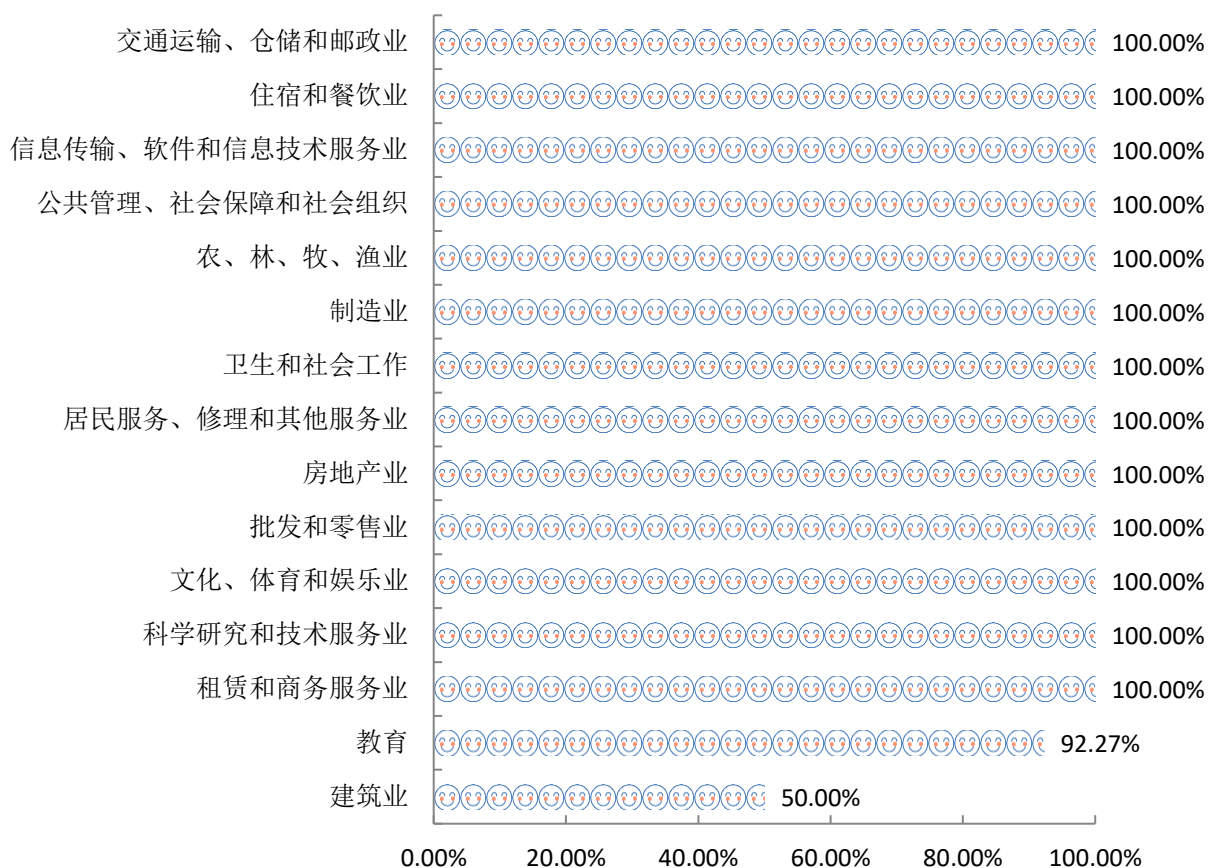 交通运输、仓储和邮政业 100.00%
住宿和餐饮业 100.00%
信息传输、软件和信息技术服务业 100.00%
公共管理、社会保障和社会组织 100.00%
农、林、牧、渔业 100.00%
制造业 100.00%
卫生和社会工作 100.00%
居民服务、修理和其他服务业 100.00%
房地产业 100.00%
批发和零售业 100.00%
文化、体育和娱乐业 100.00%
科学研究和技术服务业 100.00%
租赁和商务服务业 100.00%
教育 92.27%
建筑业 50.00%
0.00% 20.00% 40.00% 60.00% 80.00% 100.00%